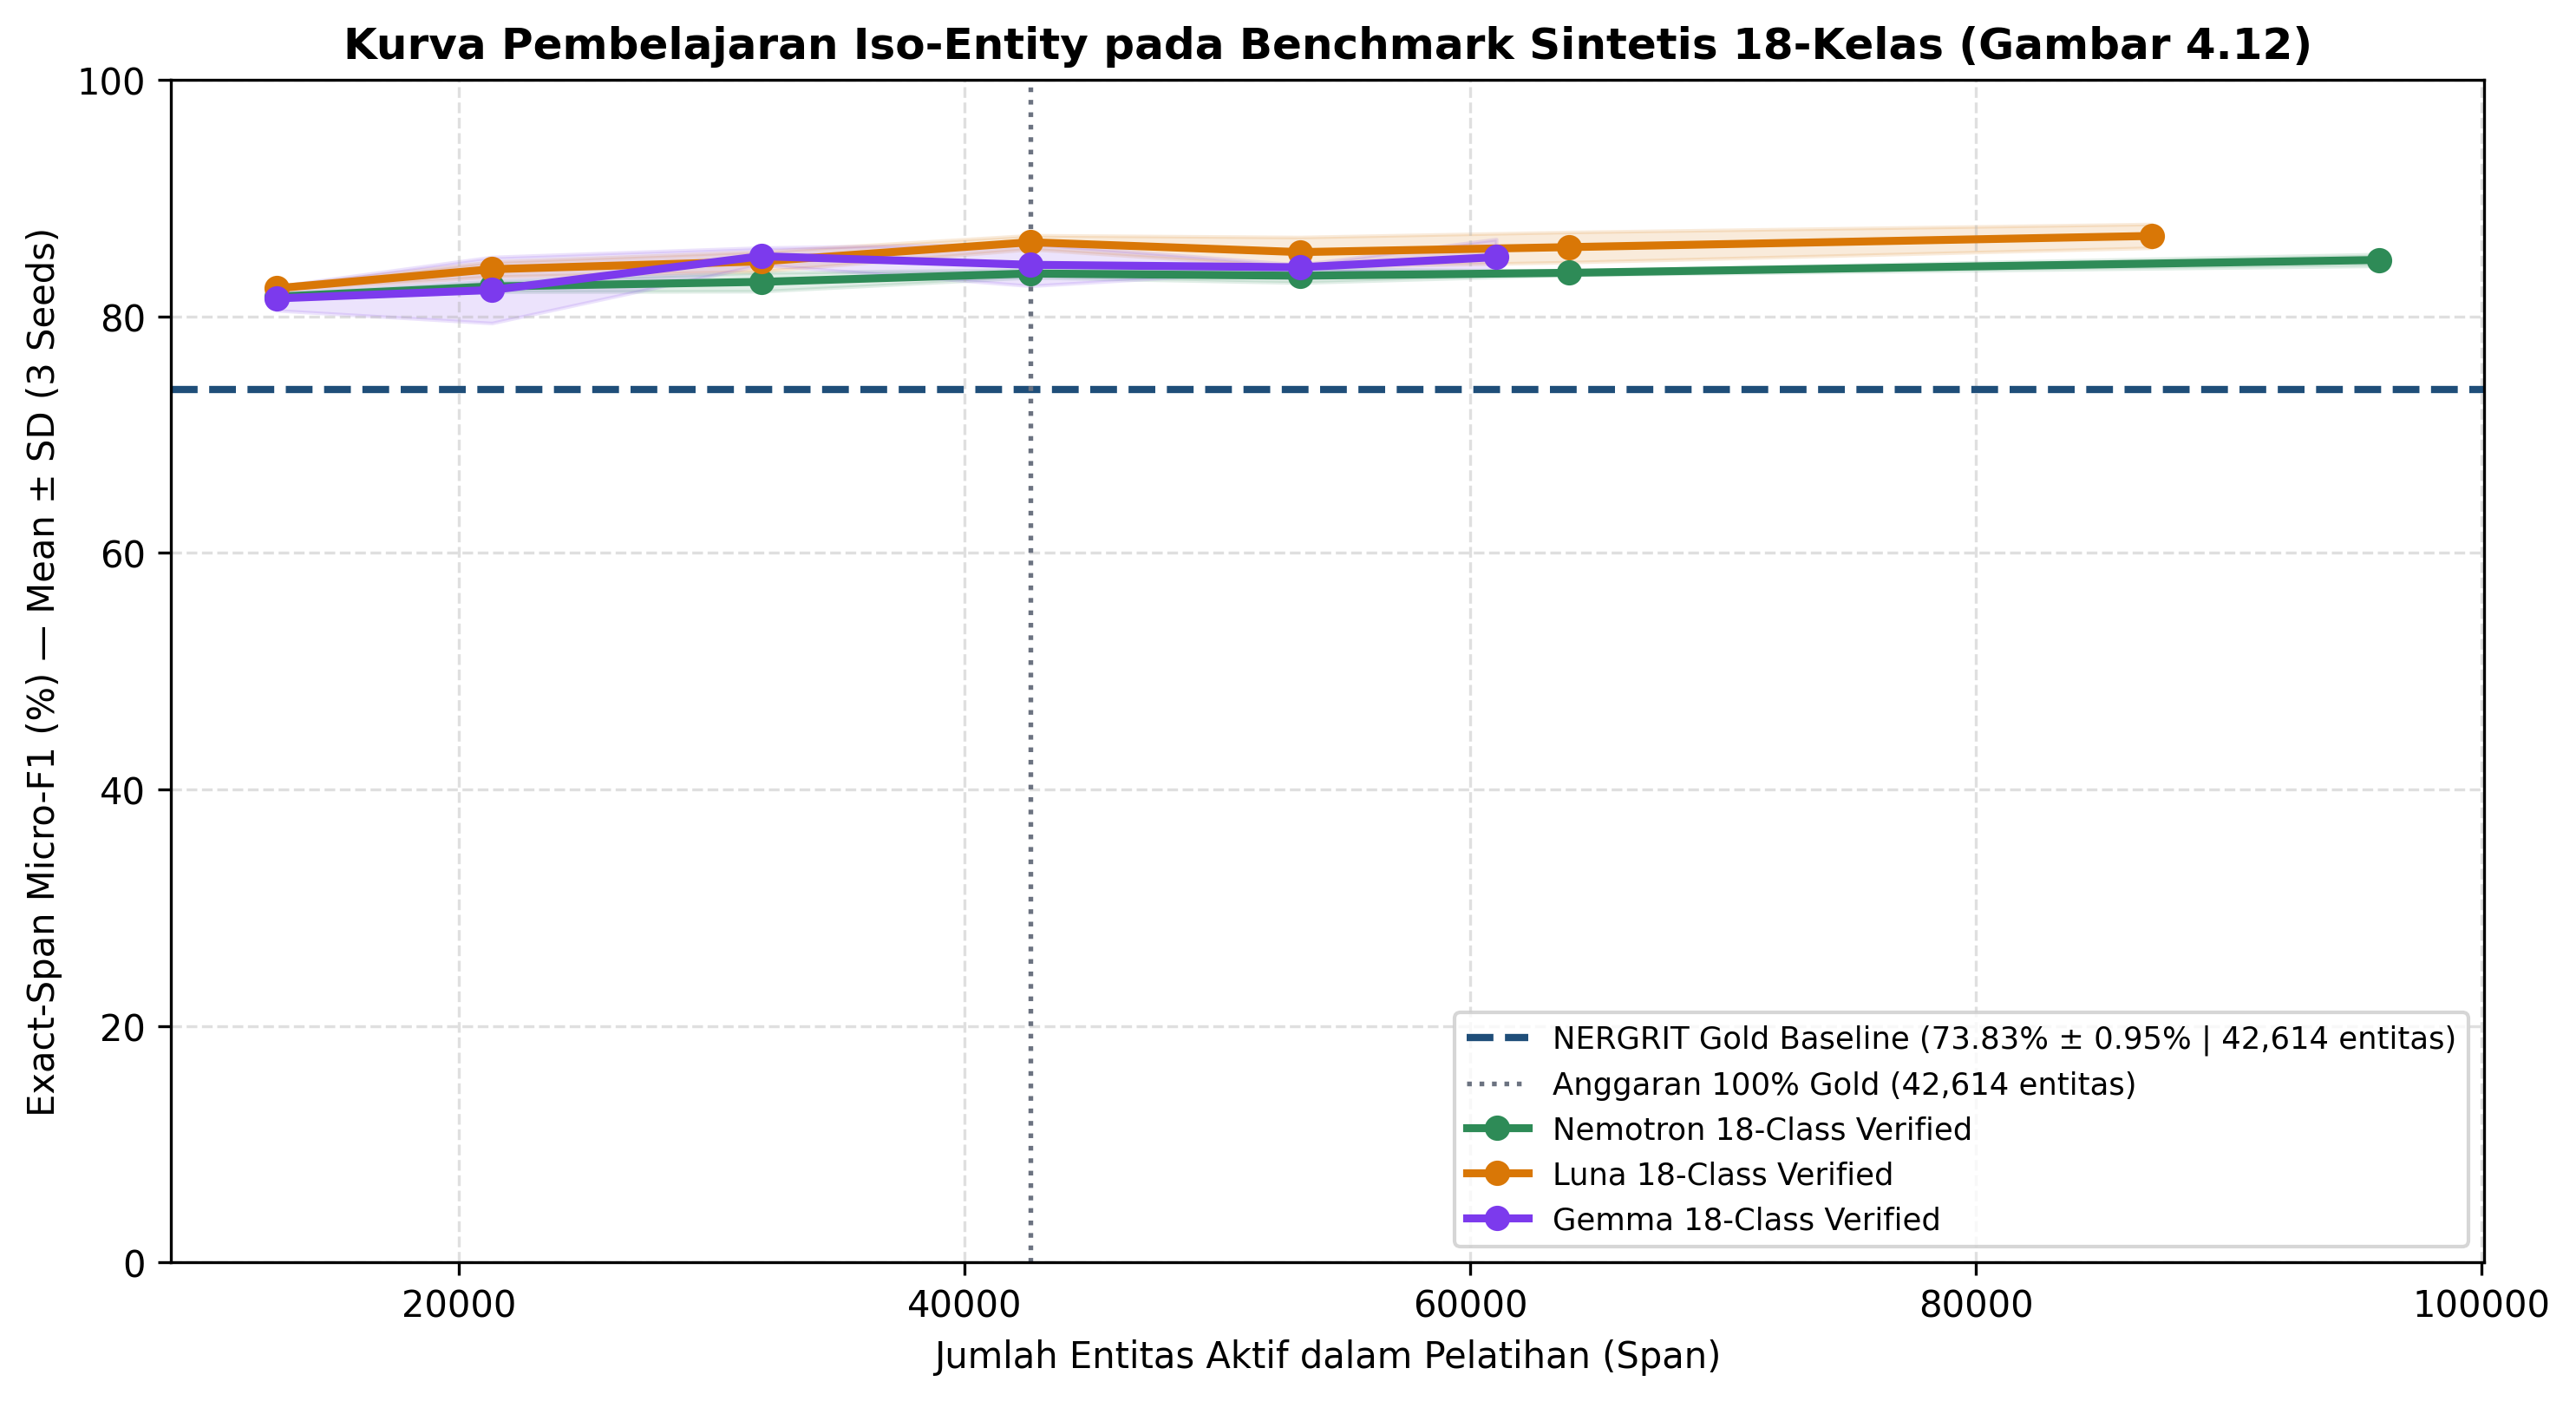 Kurva Pembelajaran Iso-Entity pada Benchmark Sintetis 18-Kelas (Gambar 4.12)
Exact-Span Micro-F1 (%) — Mean ± SD (3 Seeds)
100
80
60
40
20
0
NERGRIT Gold Baseline (73.83% ± 0.95% | 42,614 entitas)
Anggaran 100% Gold (42,614 entitas)
Nemotron 18-Class Verified
Luna 18-Class Verified
Gemma 18-Class Verified
20000 40000 60000 80000 100000
Jumlah Entitas Aktif dalam Pelatihan (Span)